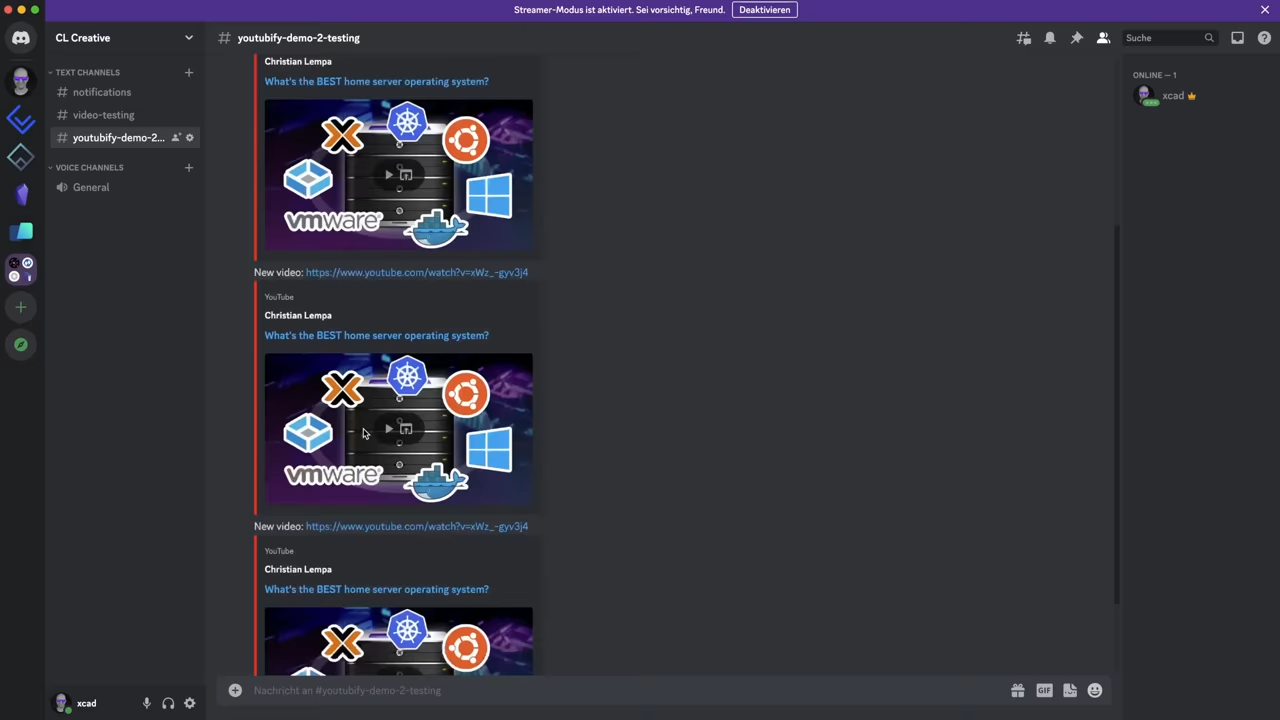 Streamer-Modus ist aktiviert. Sei vorsichtig, Freund.
Deaktivieren
CL Creative
youtubify-demo-2-testing
Suche
TEXT CHANNELS
notifications
video-testing
youtubify-demo-2...
VOICE CHANNELS
General
Christian Lempa
What's the BEST home server operating system?
vmware
New video: https://www.youtube.com/watch?v=xWz_-gyv3j4
YouTube
Christian Lempa
What's the BEST home server operating system?
vmware
New video: https://www.youtube.com/watch?v=xWz_-gyv3j4
YouTube
Christian Lempa
What's the BEST home server operating system?
ONLINE — 1
xcad
xcad
Nachricht an #youtubify-demo-2-testing
GIF